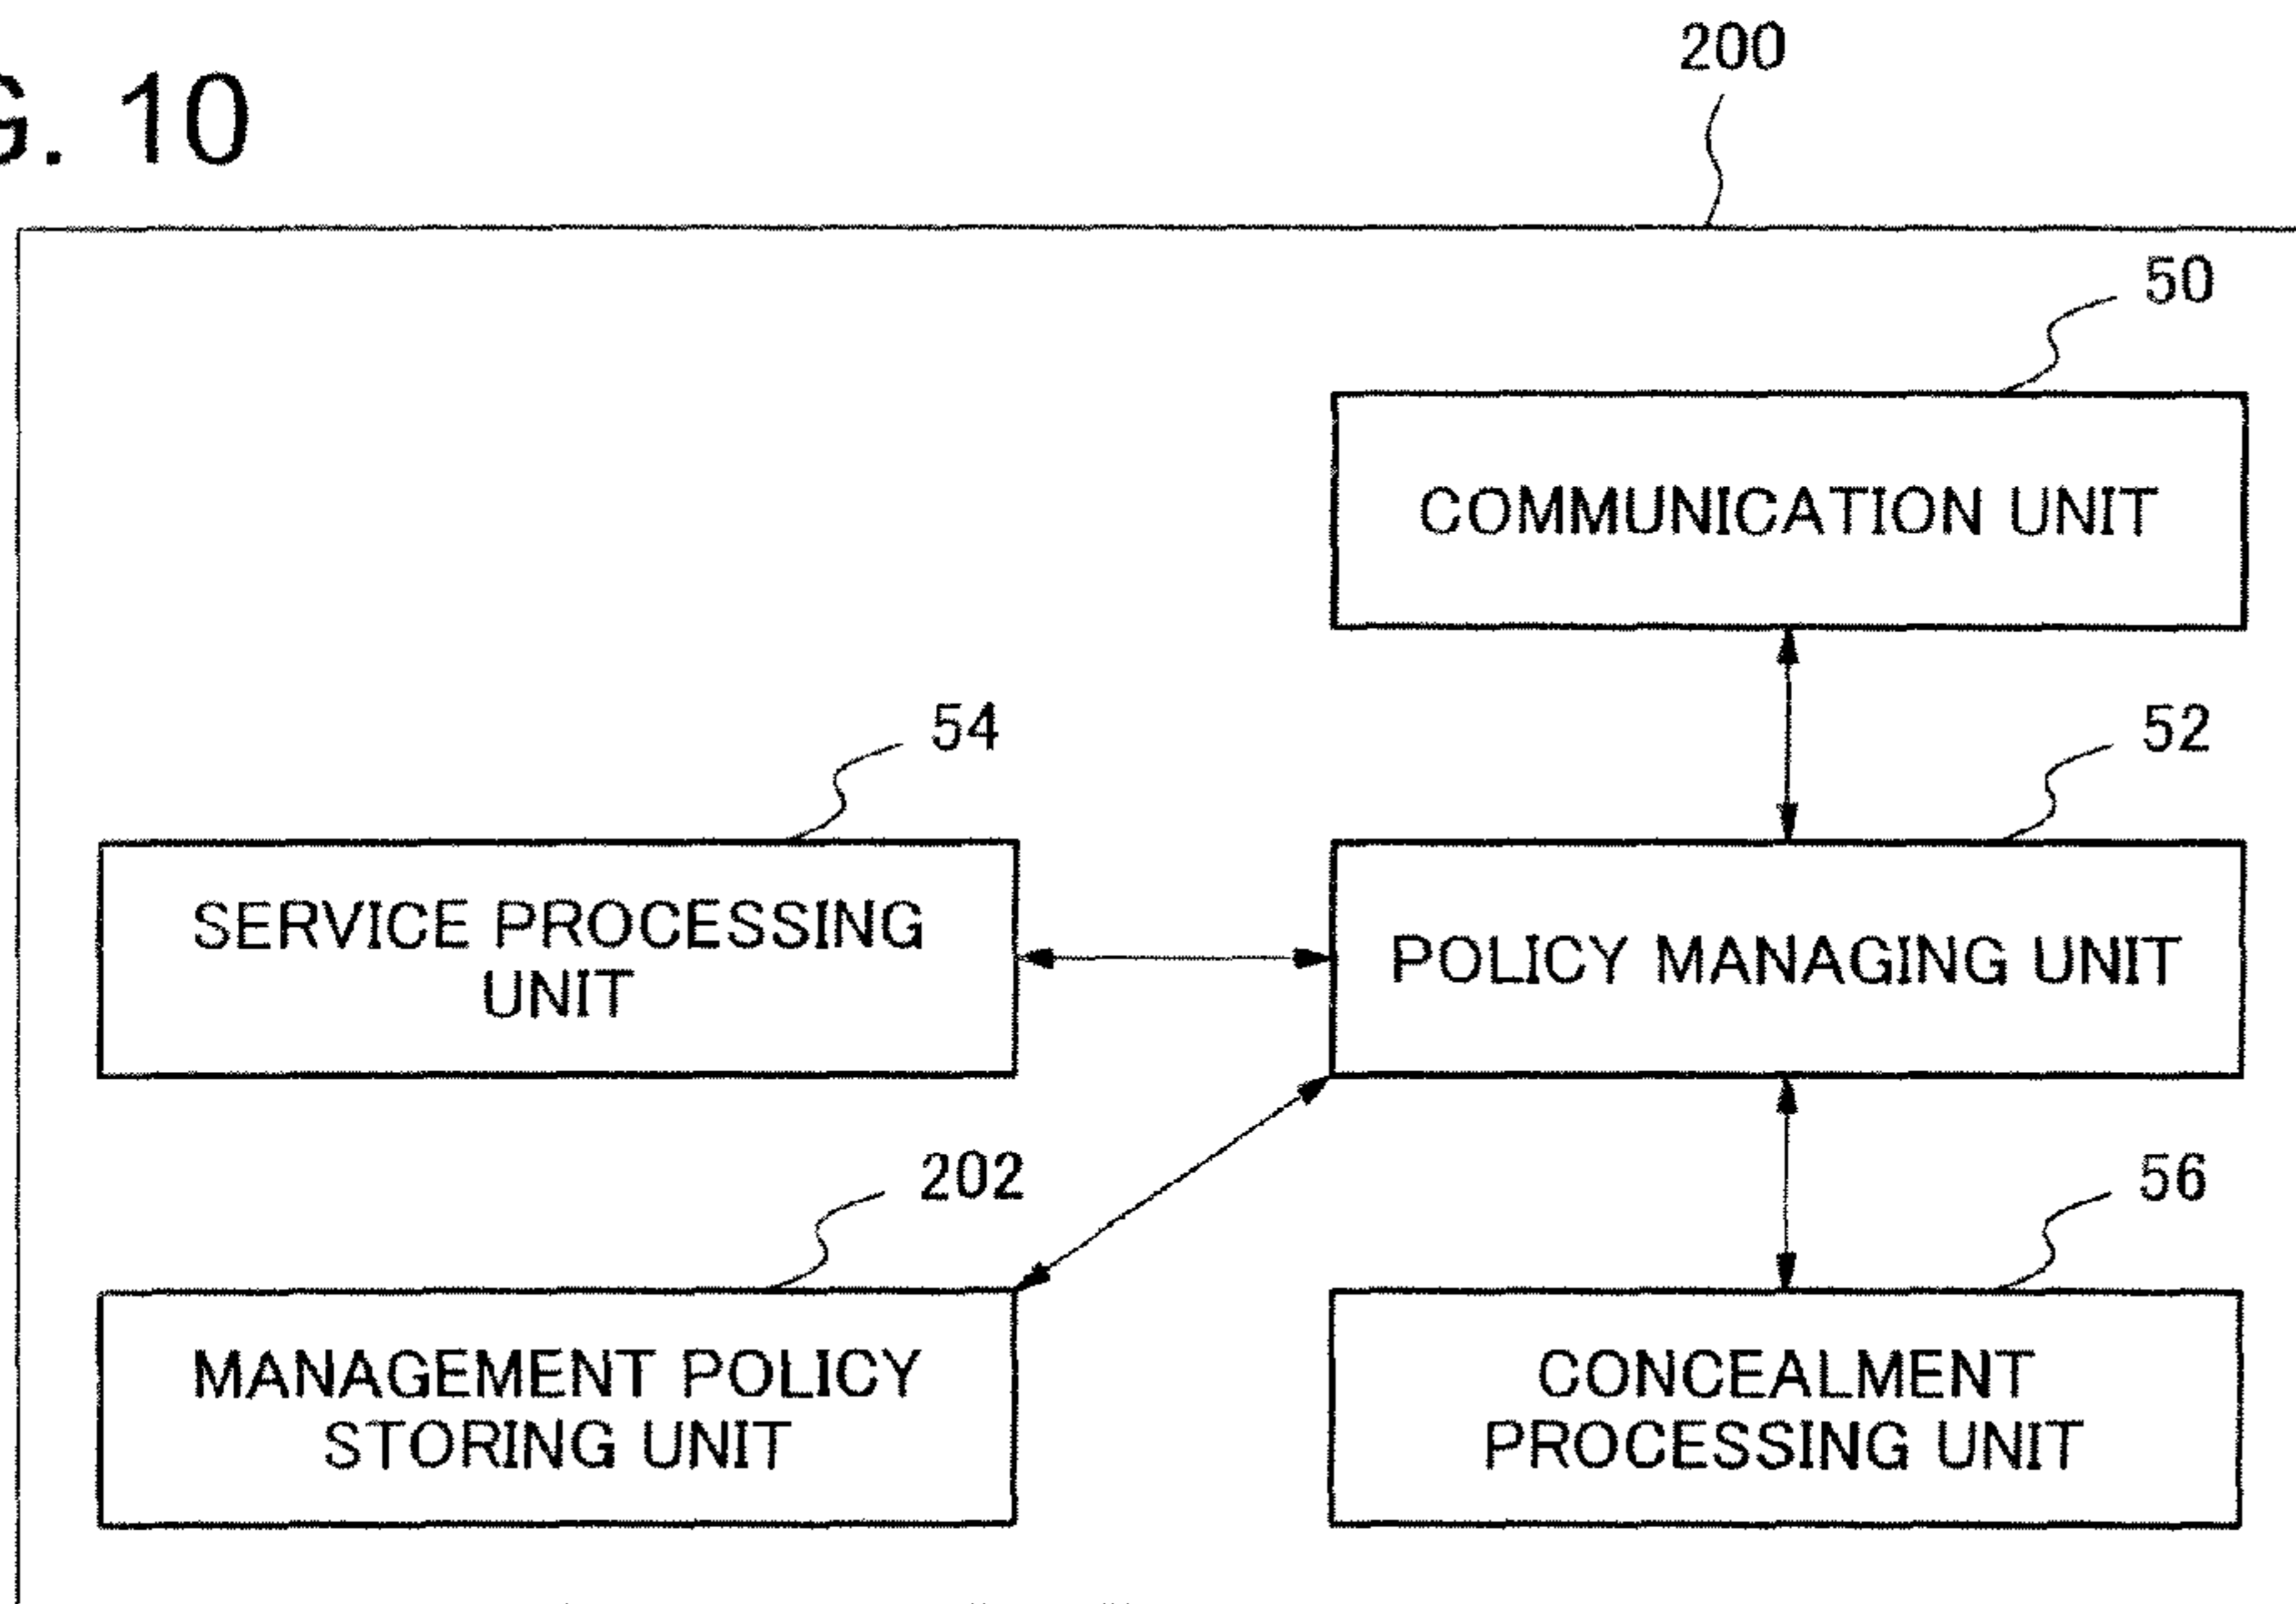 G. 10
200
50
COMMUNICATION UNIT
54
52
SERVICE PROCESSING
UNIT
POLICY MANAGING UNIT
202
56
MANAGEMENT POLICY
STORING UNIT
CONCEALMENT
PROCESSING UNIT